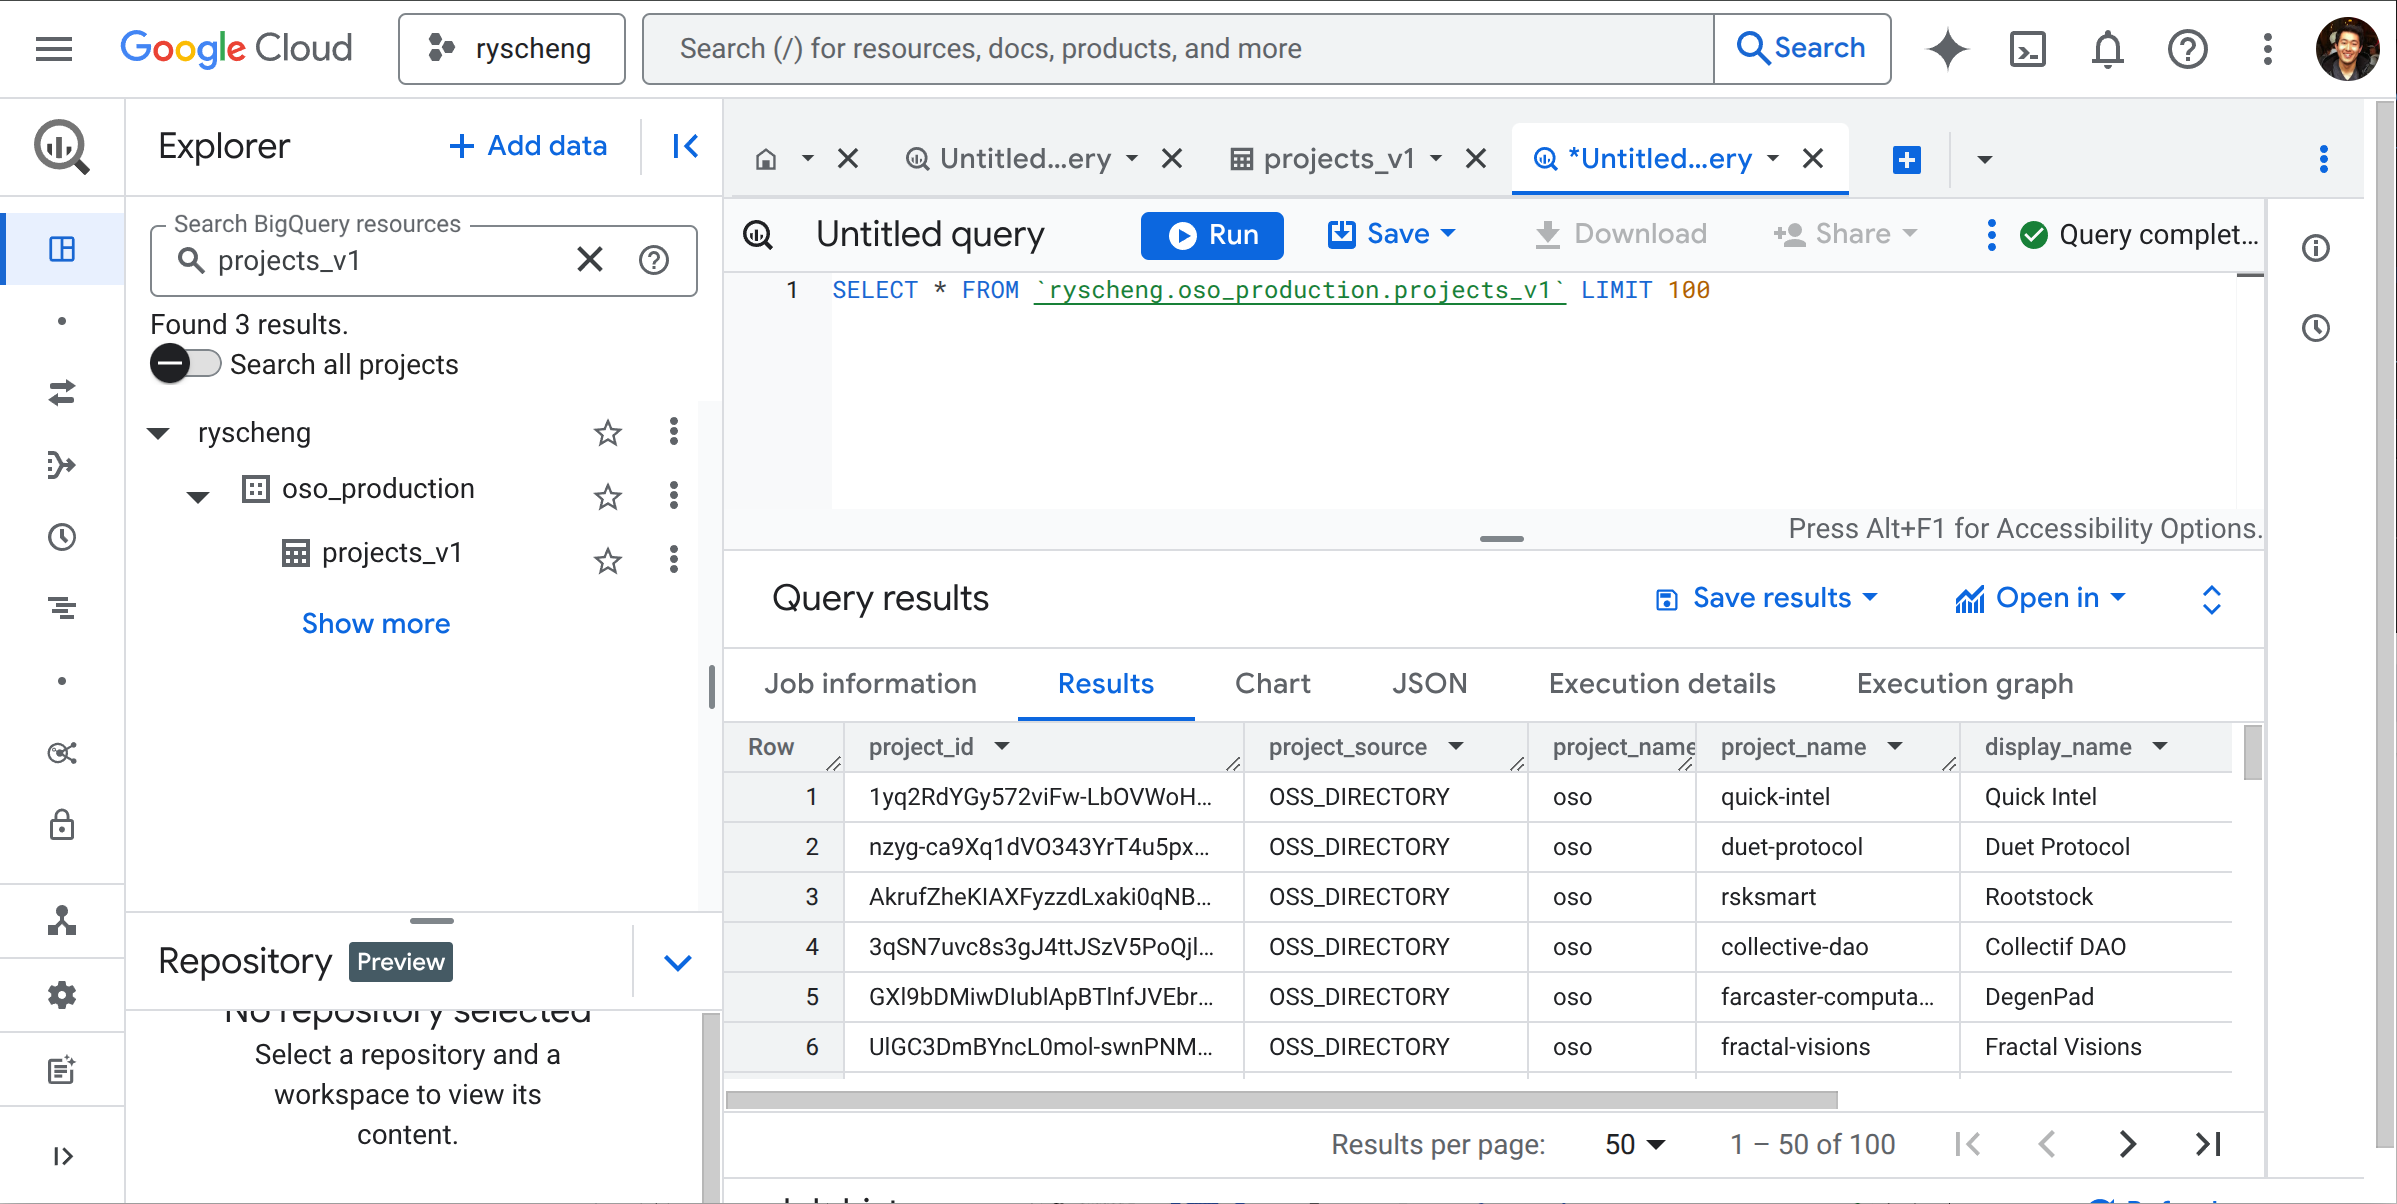 Google Cloud
ryscheng
Search (/) for resources, docs, products, and more
Search
Explorer
+ Add data
Search BigQuery resources
projects_v1
Found 3 results.
Search all projects
ryscheng
oso_production
projects_v1
Show more
Repository
Preview
No repository selected
Select a repository and a
workspace to view its
content.
Untitled...ery
projects_v1
*Untitled...ery
Untitled query
Run
Save
Download
Share
Query complet...
1 SELECT * FROM `ryscheng.oso_production.projects_v1` LIMIT 100
Press Alt+F1 for Accessibility Options.
Query results
Save results
Open in
Job information
Results
Chart
JSON
Execution details
Execution graph
Row project_id project_source project_name project_name display_name
1 1yq2RdYGy572viFw-LbOVWoH... OSS_DIRECTORY oso quick-intel Quick Intel
2 nzyg-ca9Xq1dVO343YrT4u5px... OSS_DIRECTORY oso duet-protocol Duet Protocol
3 AkrufZheKIAXFyzzdLxaki0qNB... OSS_DIRECTORY oso rsksmart Rootstock
4 3qSN7uvc8s3gJ4ttJSzV5PoQjl... OSS_DIRECTORY oso collective-dao Collectif DAO
5 GXl9bDMiwDIublApBTlnfJVEbr... OSS_DIRECTORY oso farcaster-computa... DegenPad
6 UlGC3DmBYncL0mol-swnPNM... OSS_DIRECTORY oso fractal-visions Fractal Visions
Results per page: 50 1 – 50 of 100